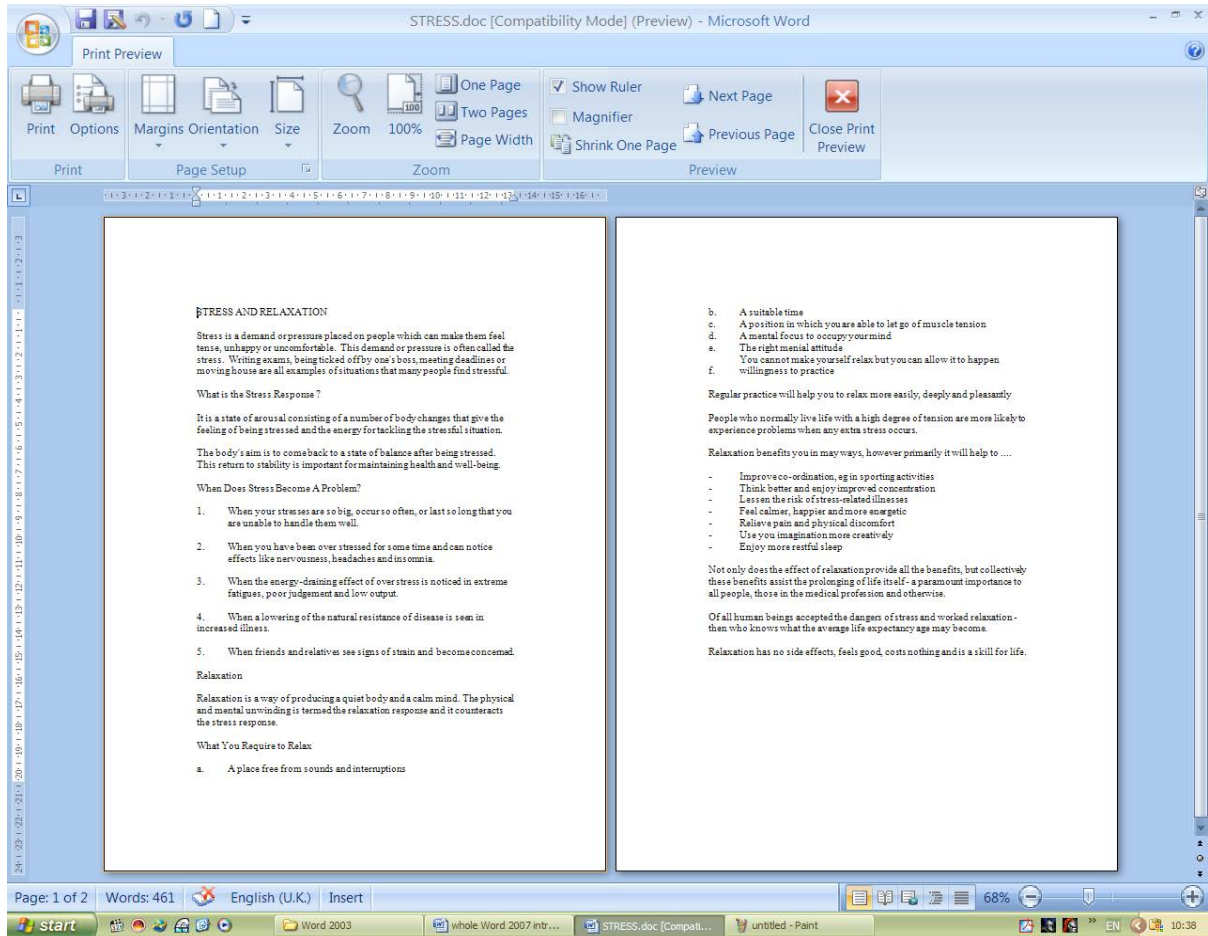 STRESS.doc [Compatibility Mode] (Preview) - Microsoft Word
Print Preview
Print
Options
Margins
Orientation
Size
Zoom
100%
One Page
Two Pages
Page Width
Show Ruler
Magnifier
Shrink One Page
Next Page
Previous Page
Close Print
Preview
Print
Page Setup
Zoom
Preview
STRESS AND RELAXATION
Stress is a demand or pressure placed on people which can make them feel
tense, unhappy or uncomfortable. This demand or pressure is often called the
stress. Writing exams, being ticked off by one's boss, meeting deadlines or
moving house are all examples of situations that many people find stressful.
What is the Stress Response ?
It is a state of arousal consisting of a number of body changes that give the
feeling of being stressed and the energy for tackling the stressful situation.
The body's aim is to come back to a state of balance after being stressed.
This return to stability is important for maintaining health and well-being.
When Does Stress Become A Problem?
1. When your stresses are so big, occur so often, or last so long that you
are unable to handle them well.
2. When you have been over stressed for some time and can notice
effects like nervousness, headaches and insomnia.
3. When the energy-draining effect of over stress is noticed in extreme
fatigues, poor judgement and low output.
4. When a lowering of the natural resistance of disease is seen in
increased illness.
5. When friends and relatives see signs of strain and become concerned.
Relaxation
Relaxation is a way of producing a quiet body and a calm mind. The physical
and mental unwinding is termed the relaxation response and it counteracts
the stress response.
What You Require to Relax
a. A place free from sounds and interruptions
b. A suitable time
c. A position in which you are able to let go of muscle tension
d. A mental focus to occupy your mind
e. The right menial attitude
You cannot make yourself relax but you can allow it to happen
f. willingness to practice
Regular practice will help you to relax more easily, deeply and pleasantly
People who normally live life with a high degree of tension are more likely to
experience problems when any extra stress occurs.
Relaxation benefits you in may ways, however primarily it will help to ....
- Improve co-ordination, eg in sporting activities
- Think better and enjoy improved concentration
- Lessen the risk of stress-related illnesses
- Feel calmer, happier and more energetic
- Relieve pain and physical discomfort
- Use you imagination more creatively
- Enjoy more restful sleep
Not only does the effect of relaxation provide all the benefits, but collectively
these benefits assist the prolonging of life itself - a paramount importance to
all people, those in the medical profession and otherwise.
Of all human beings accepted the dangers of stress and worked relaxation -
then who knows what the average life expectancy age may become.
Relaxation has no side effects, feels good, costs nothing and is a skill for life.
Page: 1 of 2
Words: 461
English (U.K.)
Insert
68%
start
Word 2003
whole Word 2007 intr...
STRESS.doc [Compati...
untitled - Paint
EN
10:38